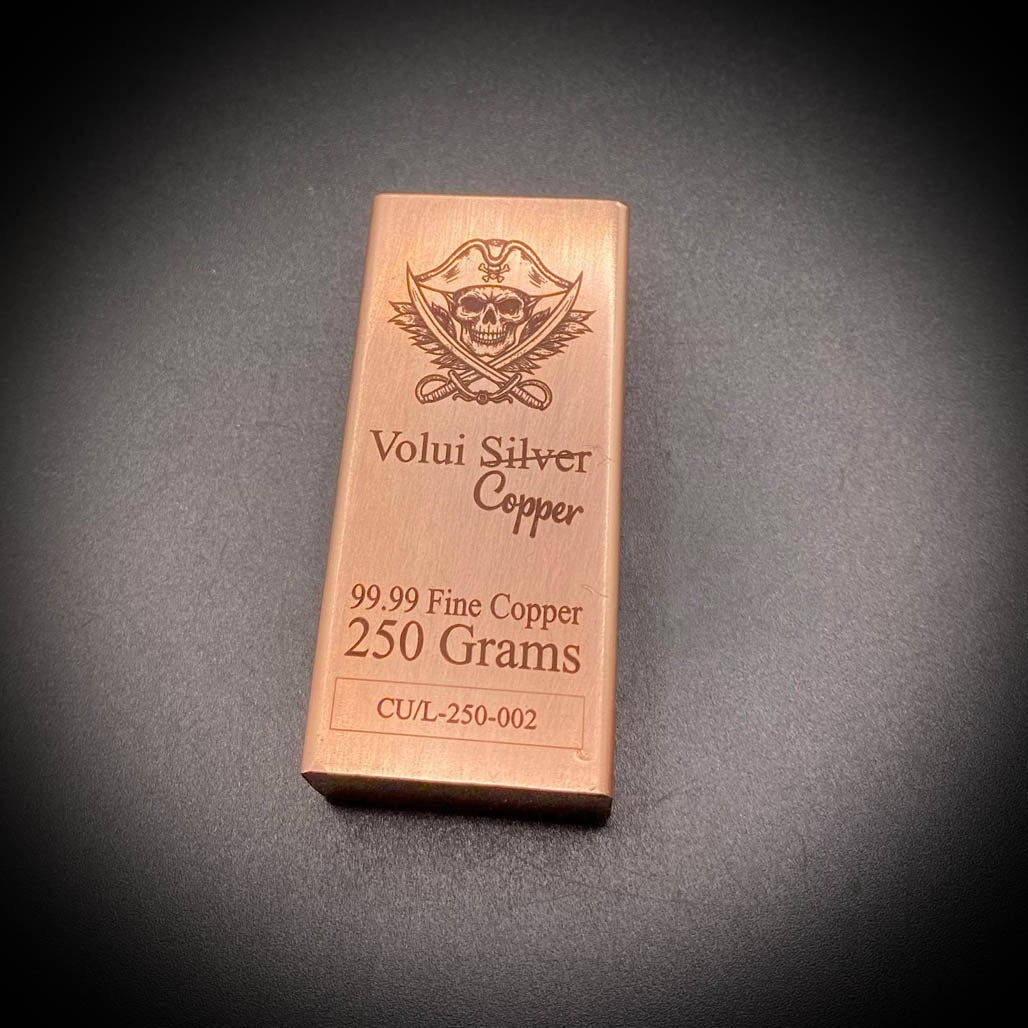 Volui Silver
Copper
99.99 Fine Copper
250 Grams
CU/L-250-002